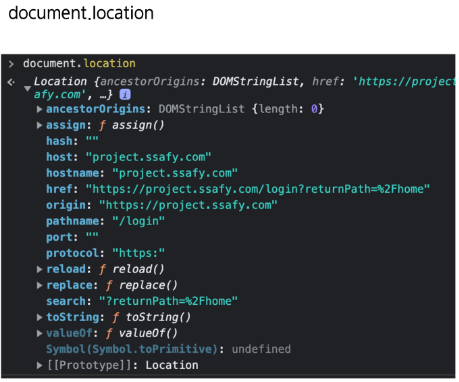 document.location
> document.location
Location {ancestorOrigins: DOMStringList, href: 'https://project.ss
afy.com', …} i
ancestorOrigins: DOMStringList {length: 0}
assign: ƒ assign()
hash: ""
host: "project.ssafy.com"
hostname: "project.ssafy.com"
href: "https://project.ssafy.com/login?returnPath=%2Fhome"
origin: "https://project.ssafy.com"
pathname: "/login"
port: ""
protocol: "https:"
reload: ƒ reload()
replace: ƒ replace()
search: "?returnPath=%2Fhome"
toString: ƒ toString()
valueOf: ƒ valueOf()
Symbol(Symbol.toPrimitive): undefined
[[Prototype]]: Location